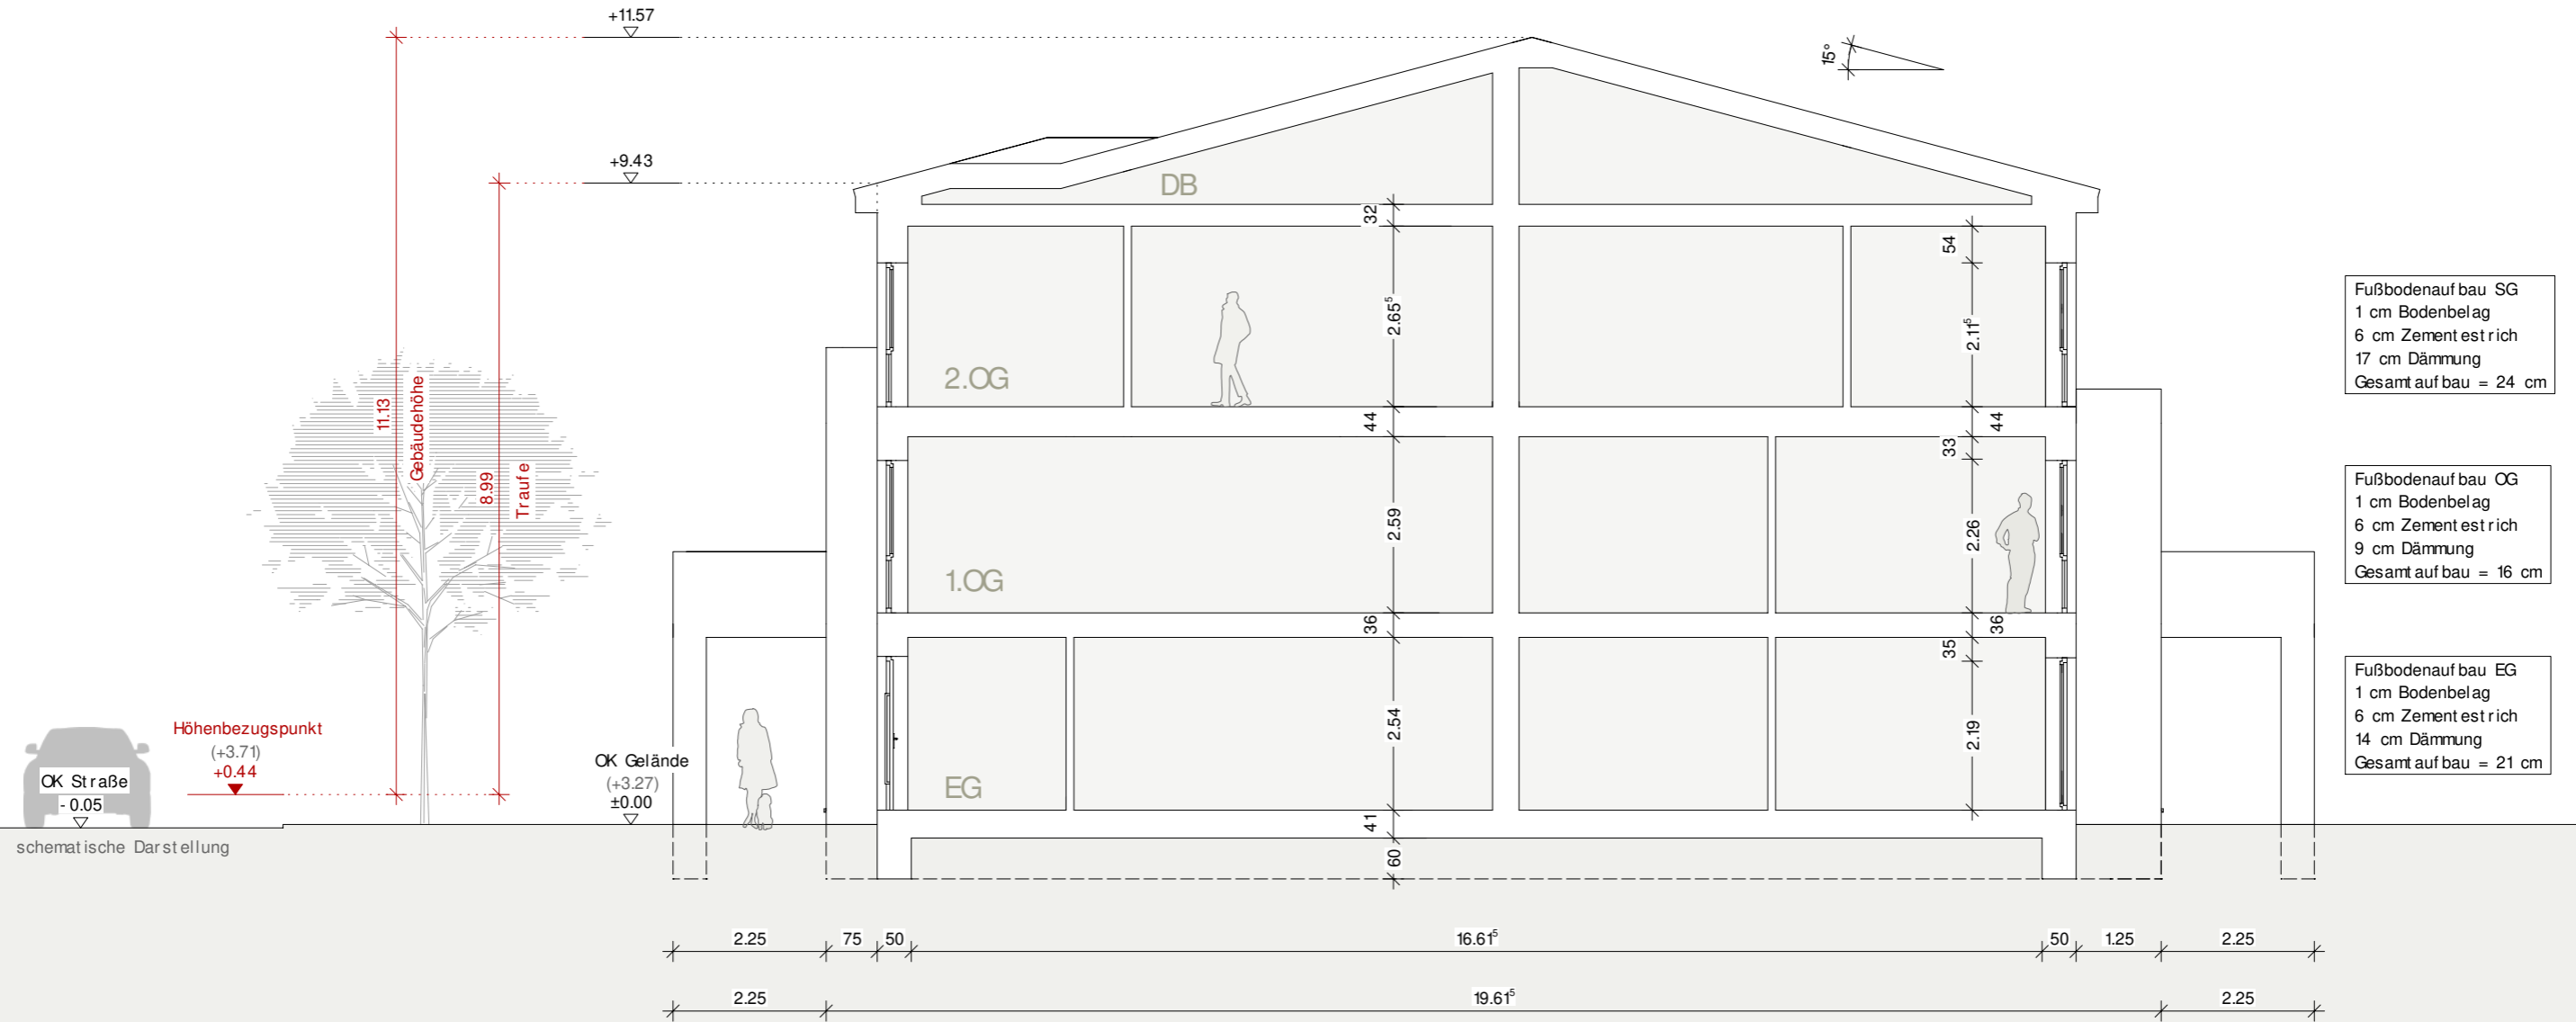 +11.57
15°
+9.43
DB
32
54
2.65⁵
2.11⁵
2.OG
44
44
Fußbodenaufbau SG
1 cm Bodenbelag
6 cm Zementestrich
17 cm Dämmung
Gesamtaufbau = 24 cm
11.13
Gebäudehöhe
8.99
Traufe
33
2.59
2.26
1.OG
36
36
Fußbodenaufbau OG
1 cm Bodenbelag
6 cm Zementestrich
9 cm Dämmung
Gesamtaufbau = 16 cm
35
2.54
2.19
EG
41
60
Fußbodenaufbau EG
1 cm Bodenbelag
6 cm Zementestrich
14 cm Dämmung
Gesamtaufbau = 21 cm
Höhenbezugspunkt
(+3.71)
+0.44
OK Gelände
(+3.27)
±0.00
OK Straße
- 0.05
schematische Darstellung
2.25 75 50 16.61⁵ 50 1.25 2.25
2.25 19.61⁵ 2.25